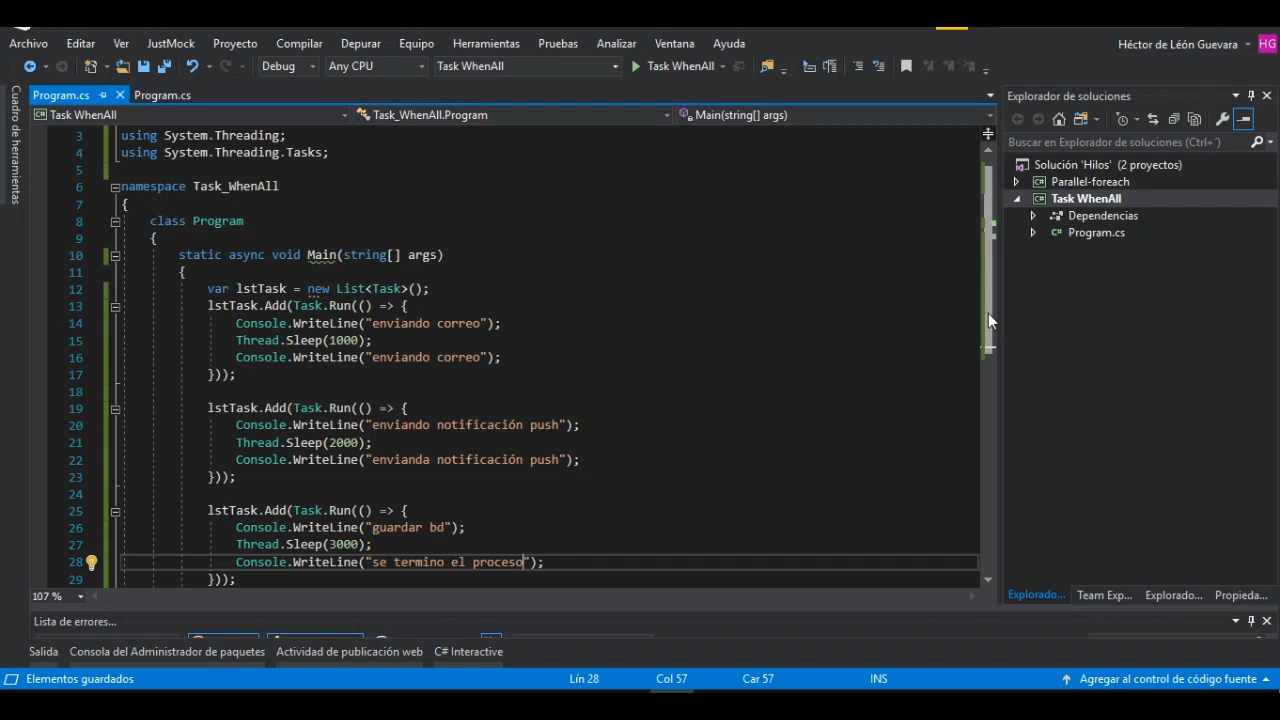 Archivo Editar Ver JustMock Proyecto Compilar Depurar Equipo Herramientas Pruebas Analizar Ventana Ayuda Héctor de León Guevara HG
Debug Any CPU Task WhenAll Task WhenAll
Program.cs Program.cs
Task WhenAll Task_WhenAll.Program Main(string[] args)
Cuadro de herramientas
3 using System.Threading;
4 using System.Threading.Tasks;
5
6 namespace Task_WhenAll
7 {
8 class Program
9 {
10 static async void Main(string[] args)
11 {
12 var lstTask = new List<Task>();
13 lstTask.Add(Task.Run(() => {
14 Console.WriteLine("enviando correo");
15 Thread.Sleep(1000);
16 Console.WriteLine("enviando correo");
17 }));
18
19 lstTask.Add(Task.Run(() => {
20 Console.WriteLine("enviando notificación push");
21 Thread.Sleep(2000);
22 Console.WriteLine("envianda notificación push");
23 }));
24
25 lstTask.Add(Task.Run(() => {
26 Console.WriteLine("guardar bd");
27 Thread.Sleep(3000);
28 Console.WriteLine("se termino el proceso");
29 }));
107 %
Explorador de soluciones
Buscar en Explorador de soluciones (Ctrl+´)
Solución 'Hilos' (2 proyectos)
Parallel-foreach
Task WhenAll
Dependencias
Program.cs
Explorado... Team Exp... Explorado... Propieda...
Lista de errores...
Salida Consola del Administrador de paquetes Actividad de publicación web C# Interactive
Elementos guardados Lín 28 Col 57 Car 57 INS Agregar al control de código fuente